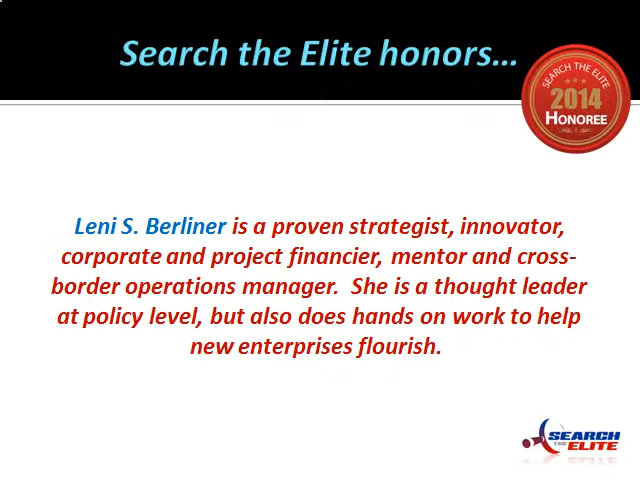 Search the Elite honors...
SEARCH THE ELITE
2014
HONOREE
Leni S. Berliner is a proven strategist, innovator,
corporate and project financier, mentor and cross-
border operations manager.  She is a thought leader
at policy level, but also does hands on work to help
new enterprises flourish.
SEARCH
THE ELITE